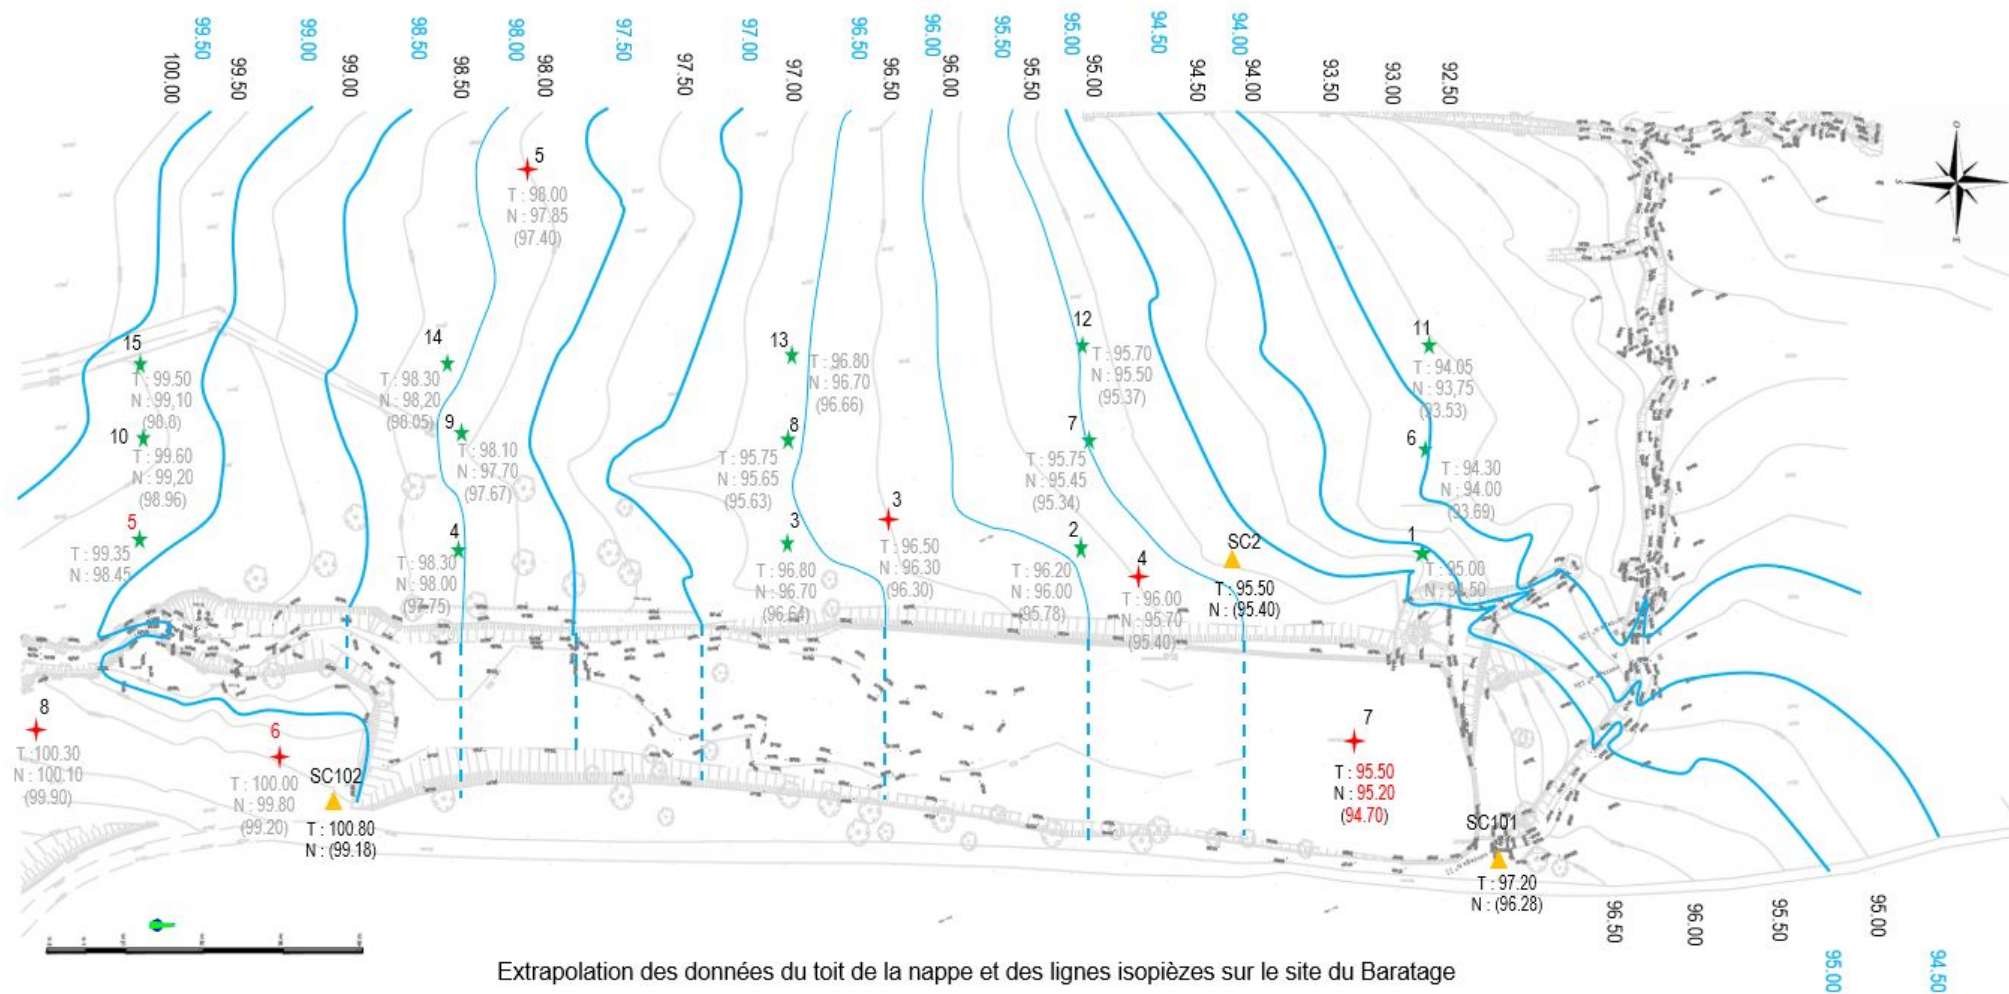 99.50
99.00
98.50
98.00
97.50
97.00
96.50
96.00
95.50
95.00
94.50
94.00
100.00
99.50
99.00
98.50
98.00
97.50
97.00
96.50
96.00
95.50
95.00
94.50
94.00
93.50
93.00
92.50
5
T : 98.00
N : 97.85
(97.40)
O
S
15
T : 99.50
N : 99,10
(98.8)
14
T : 98.30
N : 98,20
(98.05)
13
T : 96.80
N : 96.70
(96.66)
12
T : 95.70
N : 95.50
(95.37)
11
T : 94.05
N : 93,75
(93.53)
10
T : 99.60
N : 99,20
(98.96)
9
T : 98.10
N : 97.70
(97.67)
8
T : 95.75
N : 95.65
(95.63)
7
T : 95.75
N : 95.45
(95.34)
6
T : 94.30
N : 94.00
(93.69)
5
T : 99.35
N : 98.45
4
T : 98.30
N : 98.00
(97.75)
3
T : 96.80
N : 96.70
(96.64)
3
T : 96.50
N : 96.30
(96.30)
2
T : 96.20
N : 96.00
(95.78)
4
T : 96.00
N : 95.70
(95.40)
SC2
T : 95.50
N : (95.40)
1
T : 95.00
N : 94.50
8
T : 100.30
N : 100.10
(99.90)
6
T : 100.00
N : 99.80
(99.20)
SC102
T : 100.80
N : (99.18)
7
T : 95.50
N : 95.20
(94.70)
SC101
T : 97.20
N : (96.28)
96.50
96.00
95.50
95.00
95.00
94.50
Extrapolation des données du toit de la nappe et des lignes isopièzes sur le site du Baratage